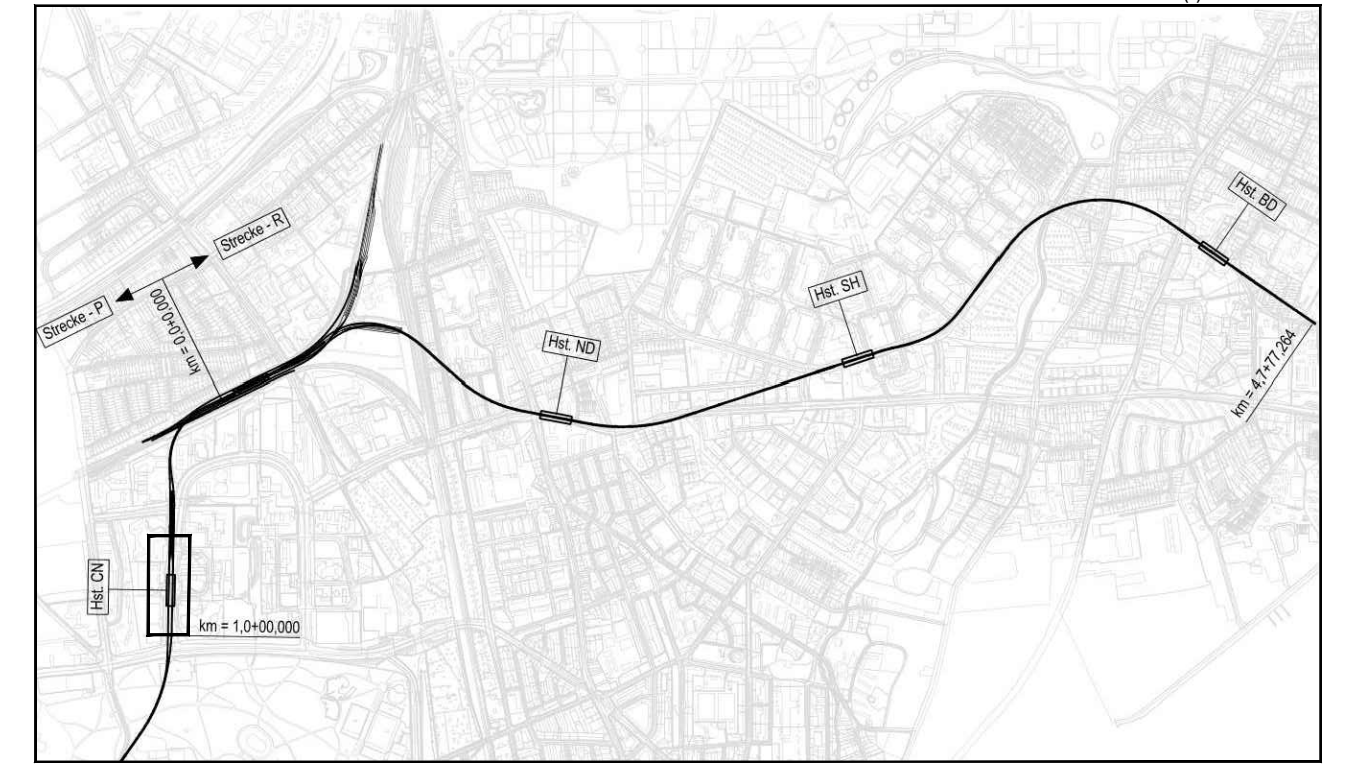 Strecke - R
Strecke - P
km = 0,0+0,000
Hst. BD
Hst. SH
Hst. ND
km = 4,7+77,264
Hst. CN
km = 1,0+00,000